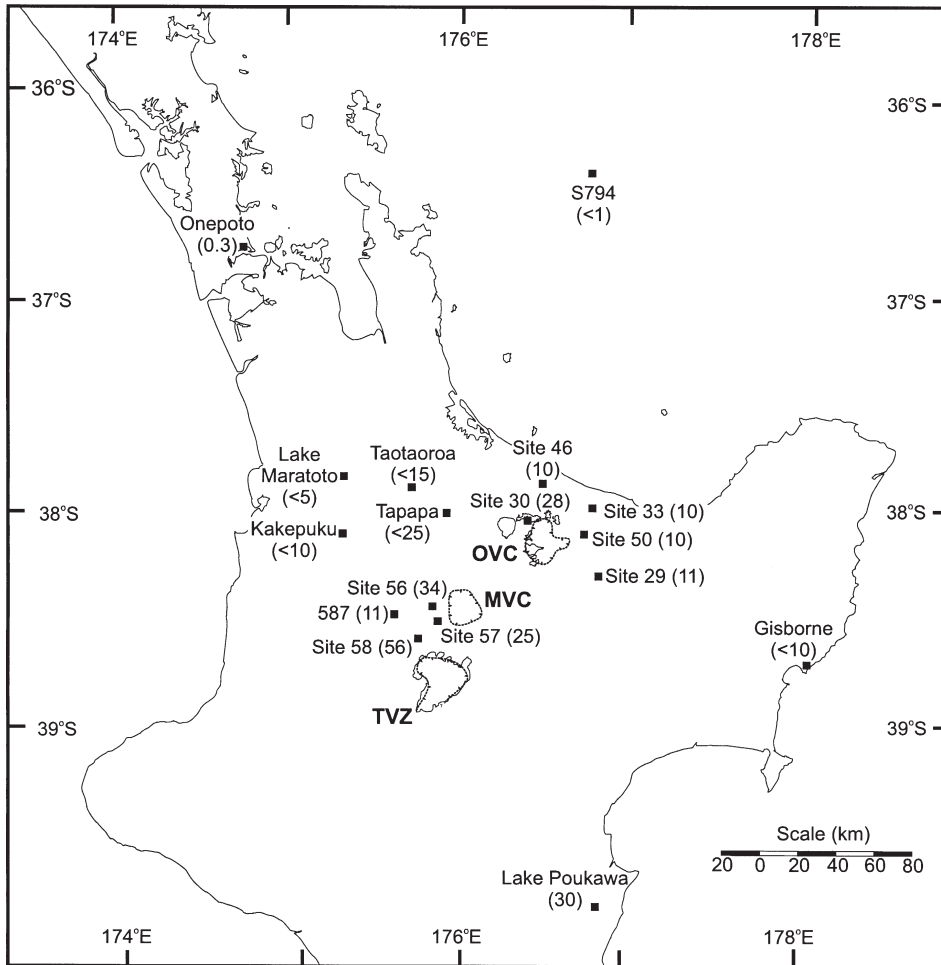 174°E
176°E
178°E
36°S
36°S
S794
(<1)
Onepoto
(0.3)
37°S
37°S
Lake
Maratoto
(<5)
Taotaoroa
(<15)
Site 46
(10)
Site 30 (28)
38°S
Kakepuku
(<10)
Tapapa
(<25)
Site 33 (10)
38°S
OVC
Site 50 (10)
Site 29 (11)
Site 56 (34)
MVC
587 (11)
Site 58 (56)
Site 57 (25)
Gisborne
(<10)
TVZ
39°S
39°S
Scale (km)
20 0 20 40 60 80
Lake Poukawa
(30)
174°E
176°E
178°E